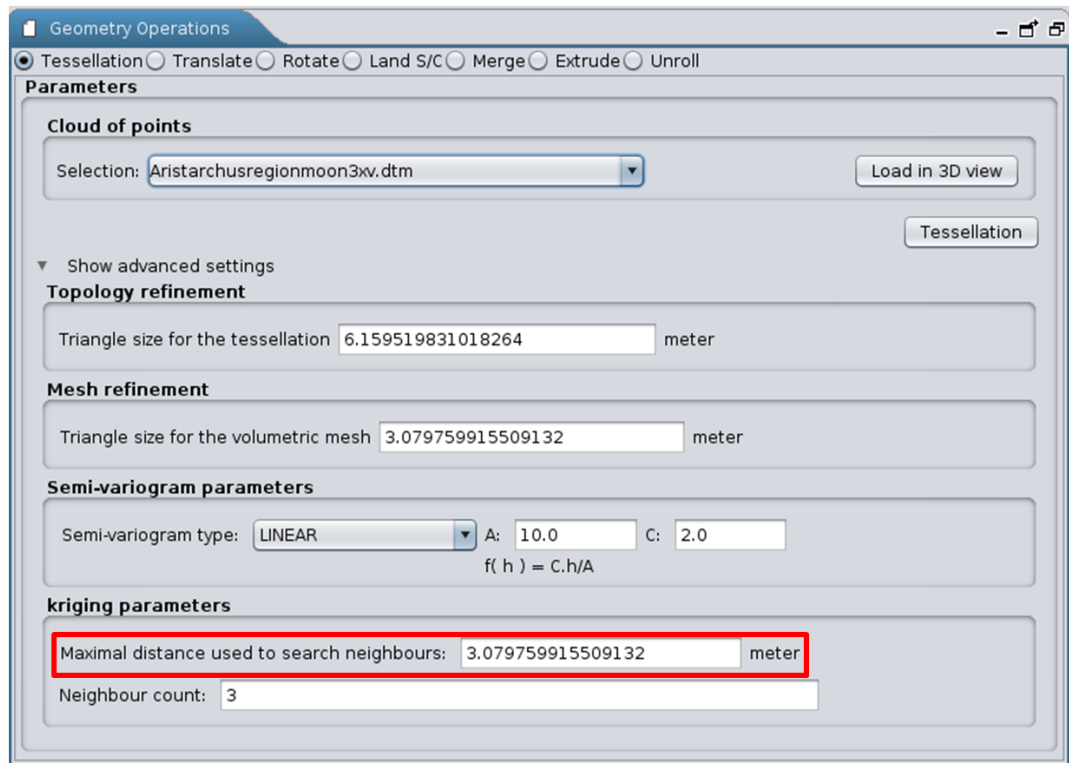 Geometry Operations
Tessellation Translate Rotate Land S/C Merge Extrude Unroll
Parameters
Cloud of points
Selection: Aristarchusregionmoon3xv.dtm Load in 3D view
Tessellation
Show advanced settings
Topology refinement
Triangle size for the tessellation 6.159519831018264 meter
Mesh refinement
Triangle size for the volumetric mesh 3.079759915509132 meter
Semi-variogram parameters
Semi-variogram type: LINEAR A: 10.0 C: 2.0
f( h ) = C.h/A
kriging parameters
Maximal distance used to search neighbours: 3.079759915509132 meter
Neighbour count: 3